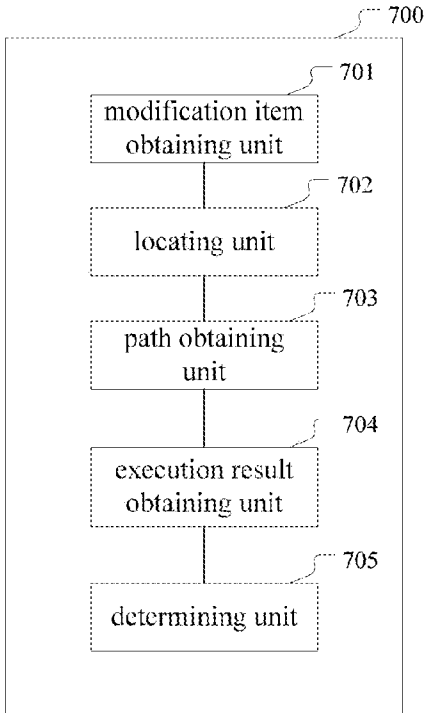 700
701
modification item
obtaining unit
702
locating unit
703
path obtaining
unit
704
execution result
obtaining unit
705
determining unit